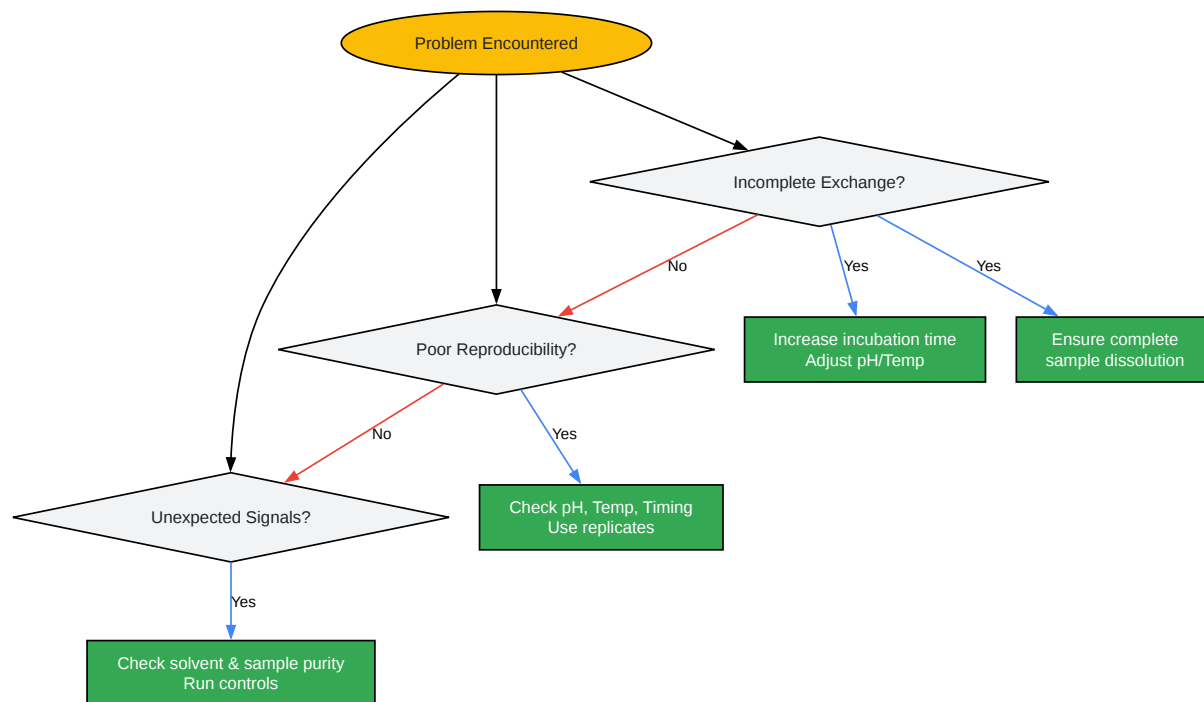 Problem Encountered
Incomplete Exchange?
No
Yes
Yes
Increase incubation time
Adjust pH/Temp
Ensure complete
sample dissolution
Poor Reproducibility?
No
Yes
Check pH, Temp, Timing
Use replicates
Unexpected Signals?
Yes
Check solvent & sample purity
Run controls